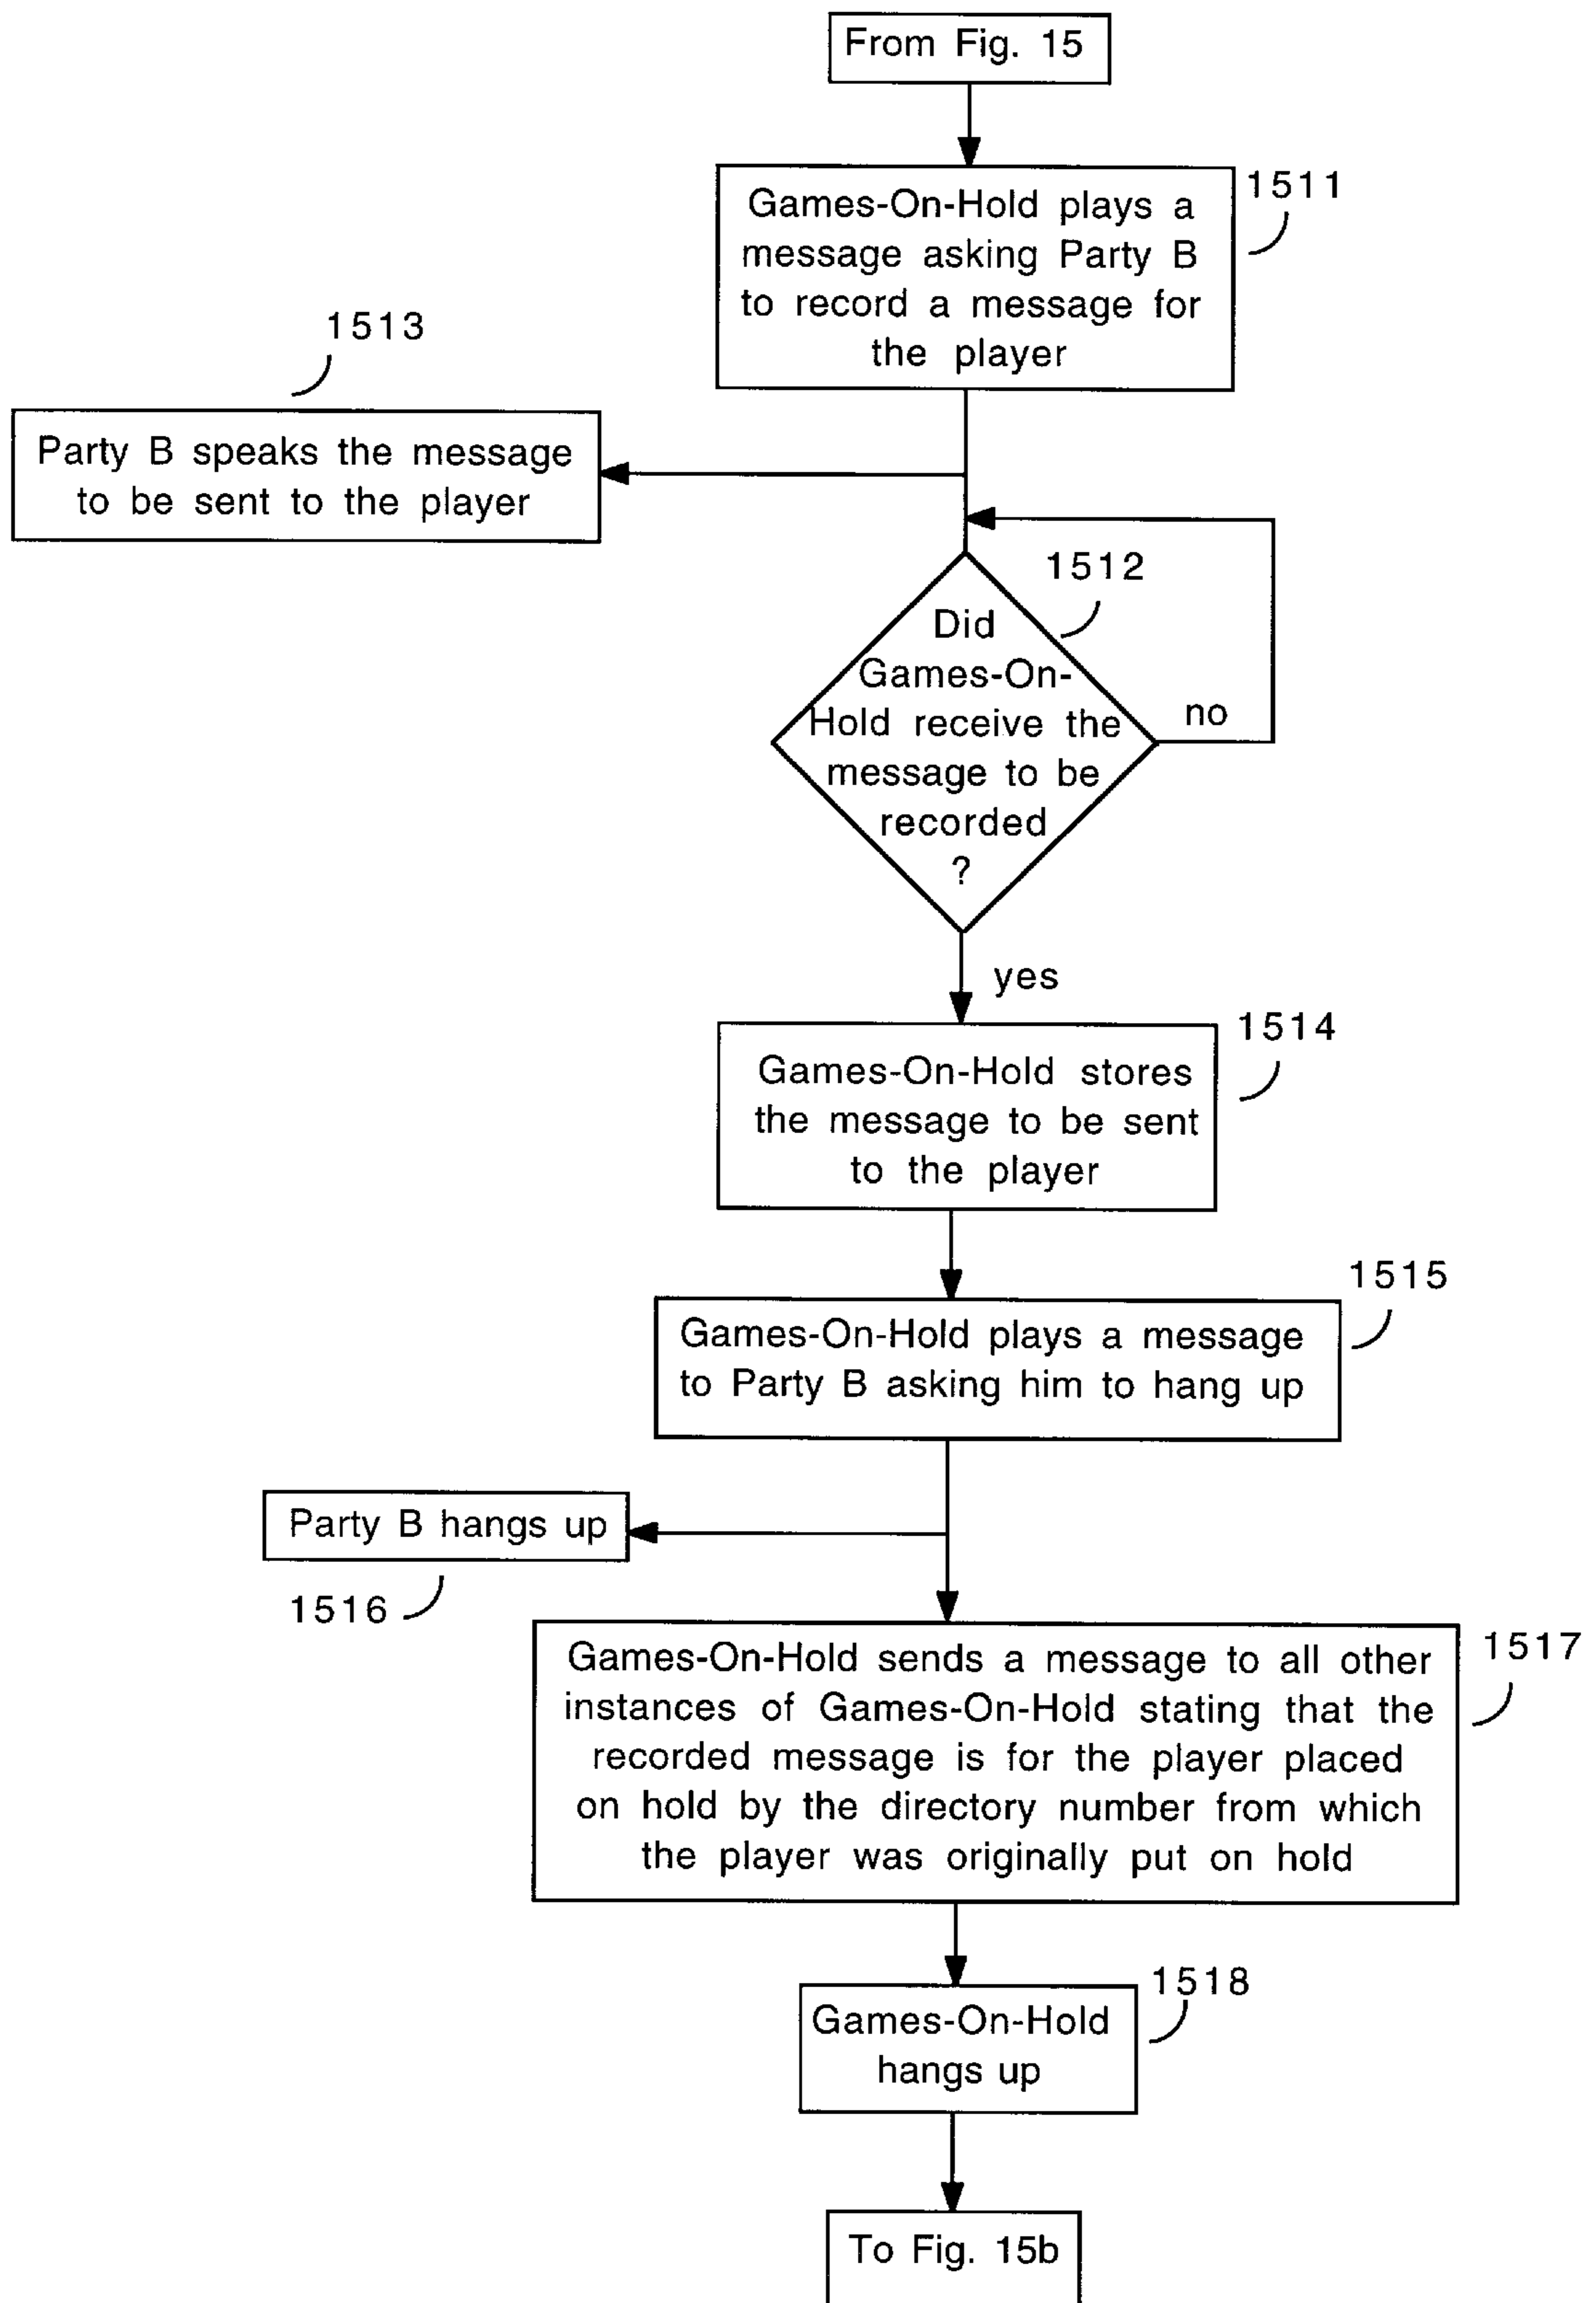 From Fig. 15
1511
Games-On-Hold plays a
message asking Party B
to record a message for
the player
1513
Party B speaks the message
to be sent to the player
1512
Did
Games-On-
Hold receive the
message to be
recorded
?
no
yes
1514
Games-On-Hold stores
the message to be sent
to the player
1515
Games-On-Hold plays a message
to Party B asking him to hang up
Party B hangs up
1516
1517
Games-On-Hold sends a message to all other
instances of Games-On-Hold stating that the
recorded message is for the player placed
on hold by the directory number from which
the player was originally put on hold
1518
Games-On-Hold
hangs up
To Fig. 15b